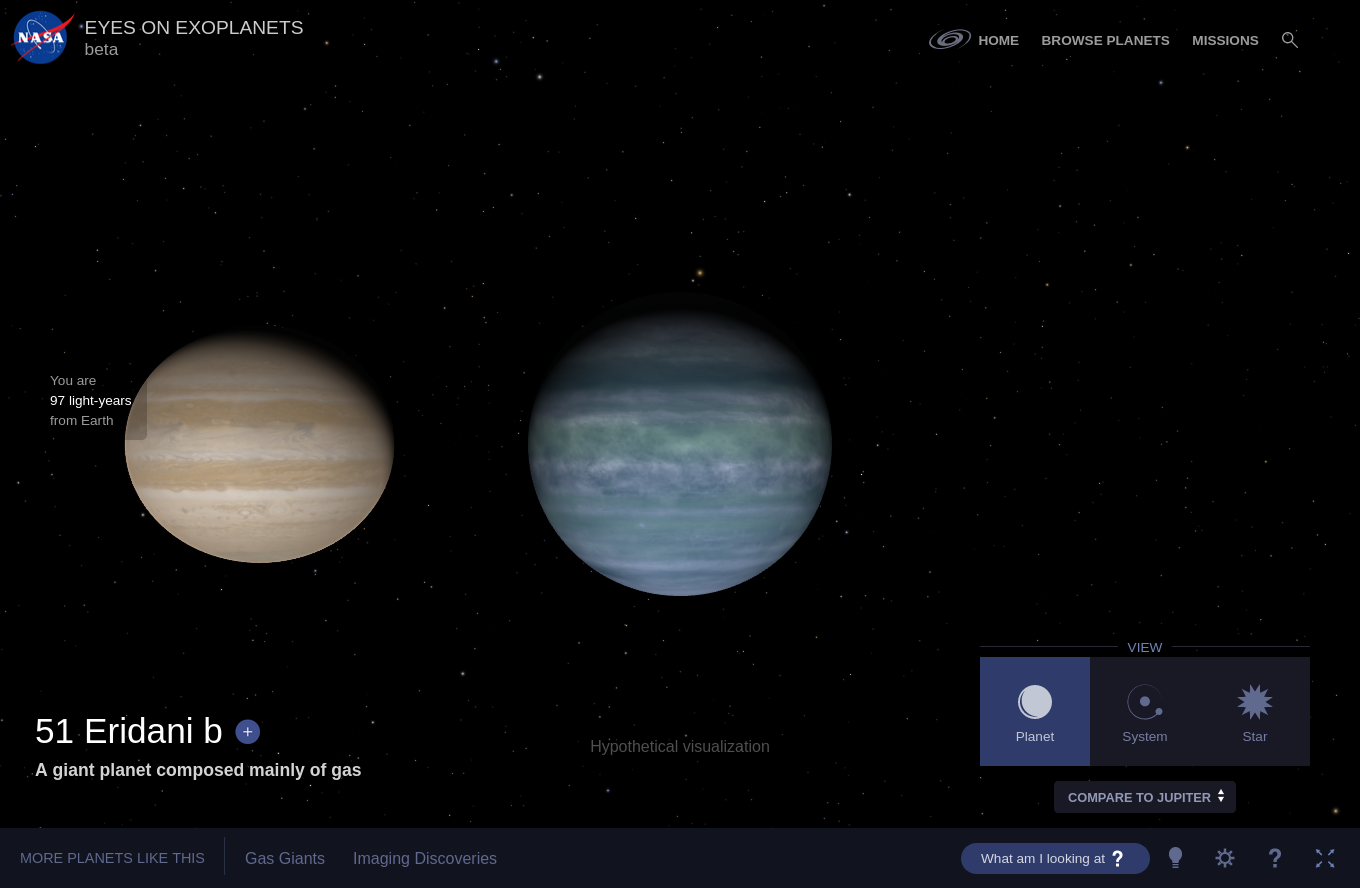 NASA
EYES ON EXOPLANETS
beta
HOME
BROWSE PLANETS
MISSIONS
You are
97 light-years
from Earth
51 Eridani b +
A giant planet composed mainly of gas
Hypothetical visualization
VIEW
Planet
System
Star
COMPARE TO JUPITER
MORE PLANETS LIKE THIS
Gas Giants
Imaging Discoveries
What am I looking at ?
?